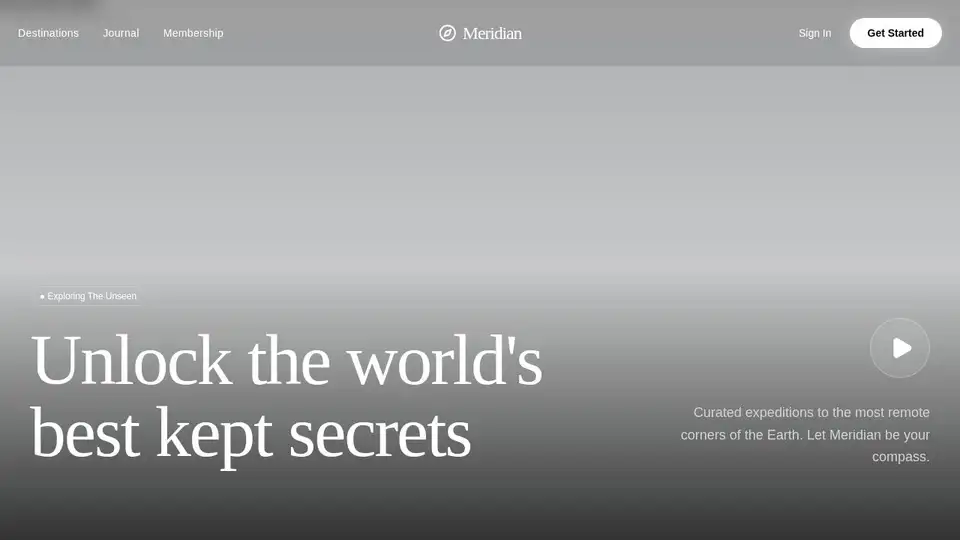 Destinations
Journal
Membership
Meridian
Sign In
Get Started
• Exploring The Unseen
Unlock the world's
best kept secrets
Curated expeditions to the most remote
corners of the Earth. Let Meridian be your
compass.